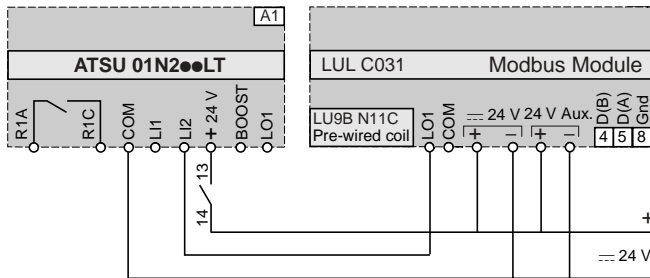 A1
ATSU 01N2●●LT
R1A
R1C
COM
LI1
LI2
+ 24 V
BOOST
LO1
LUL C031 Modbus Module
LU9B N11C
Pre-wired coil
LO1
COM
⎓ 24 V
+ –
24 V Aux.
+ –
D(B)
D(A)
Gnd
4 5 8
13
14
+
⎓ 24 V